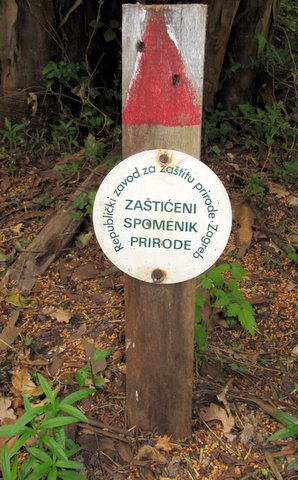 Republički zavod za zaštitu prirode · Zagreb
ZAŠTIĆENI
SPOMENIK
PRIRODE